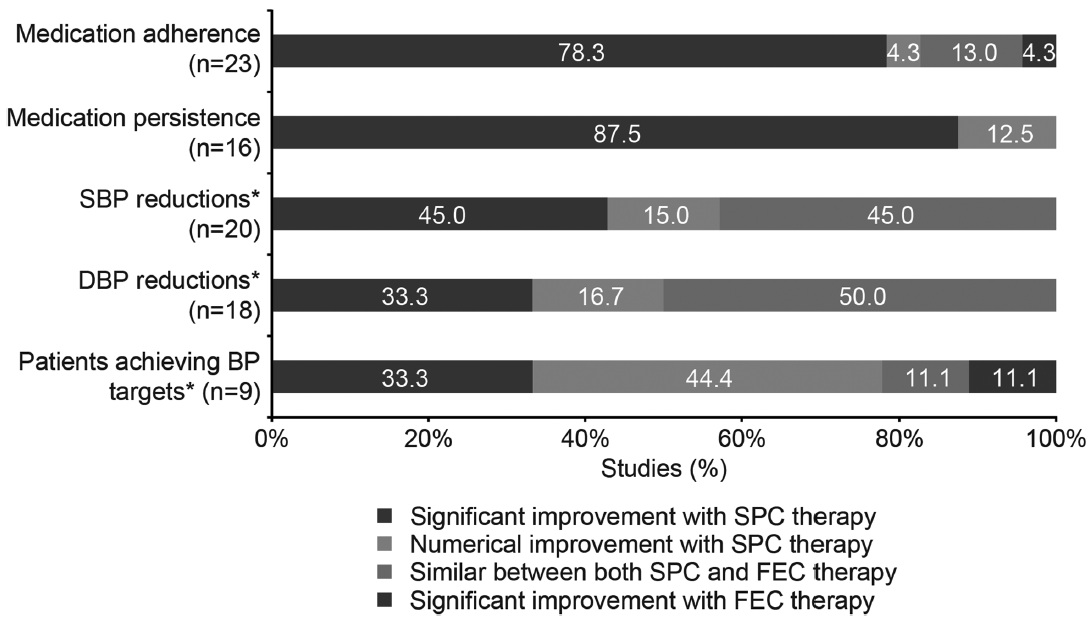 Medication adherence
(n=23)
78.3
4.3
13.0
4.3
Medication persistence
(n=16)
87.5
12.5
SBP reductions*
(n=20)
45.0
15.0
45.0
DBP reductions*
(n=18)
33.3
16.7
50.0
Patients achieving BP
targets* (n=9)
33.3
44.4
11.1
11.1
0%
20%
40%
60%
80%
100%
Studies (%)
Significant improvement with SPC therapy
Numerical improvement with SPC therapy
Similar between both SPC and FEC therapy
Significant improvement with FEC therapy